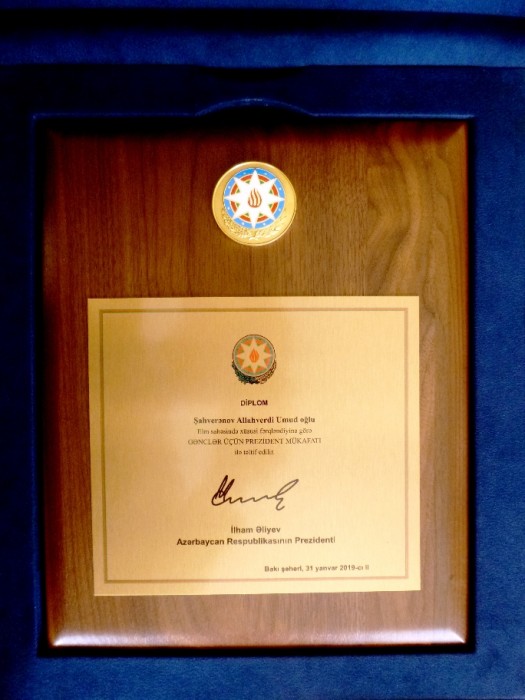 DİPLOM
Şahverənov Allahverdi Umud oğlu
Elm sahəsində xüsusi fərqləndiyinə görə
GƏNCLƏR ÜÇÜN PREZİDENT MÜKAFATI
ilə təltif edilir
İlham Əliyev
Azərbaycan Respublikasının Prezidenti
Bakı şəhəri, 31 yanvar 2019-cu il